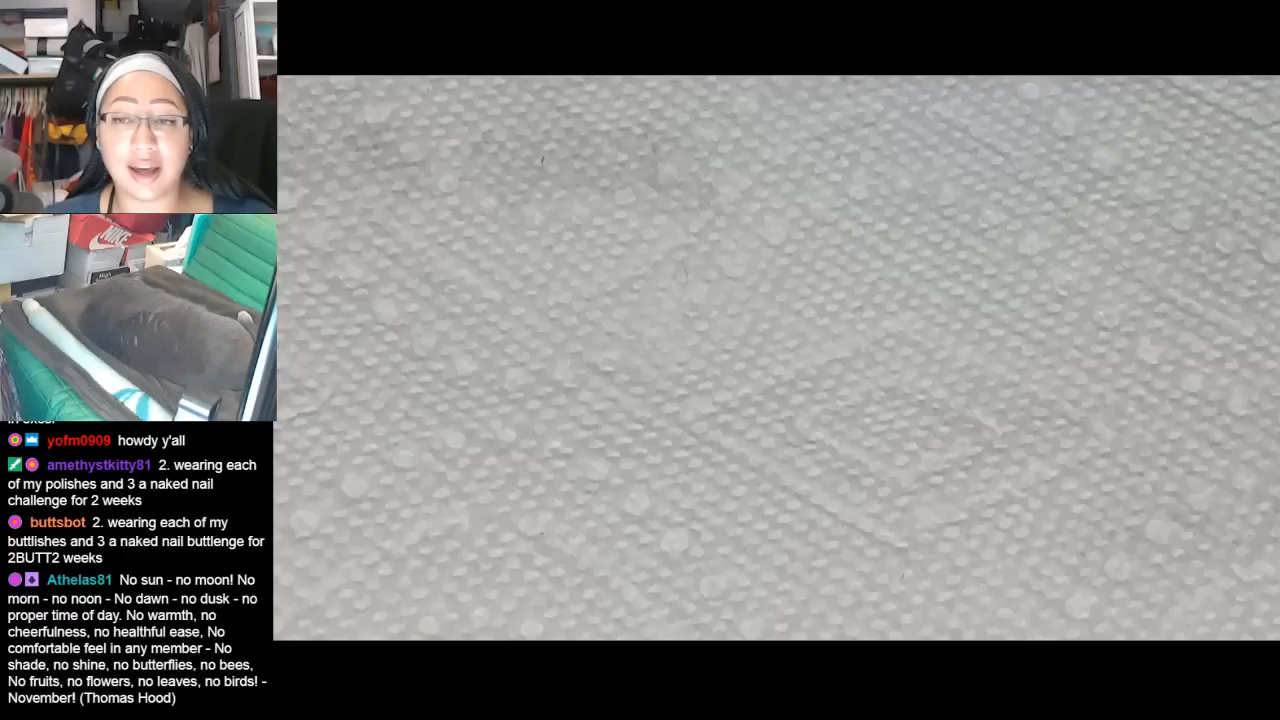 NIKE
High
yofm0909 howdy y'all
amethystkitty81 2. wearing each
of my polishes and 3 a naked nail
challenge for 2 weeks
buttsbot 2. wearing each of my
buttlishes and 3 a naked nail buttlenge for
2BUTT2 weeks
Athelas81 No sun - no moon! No
morn - no noon - No dawn - no dusk - no
proper time of day. No warmth, no
cheerfulness, no healthful ease, No
comfortable feel in any member - No
shade, no shine, no butterflies, no bees,
No fruits, no flowers, no leaves, no birds! -
November! (Thomas Hood)